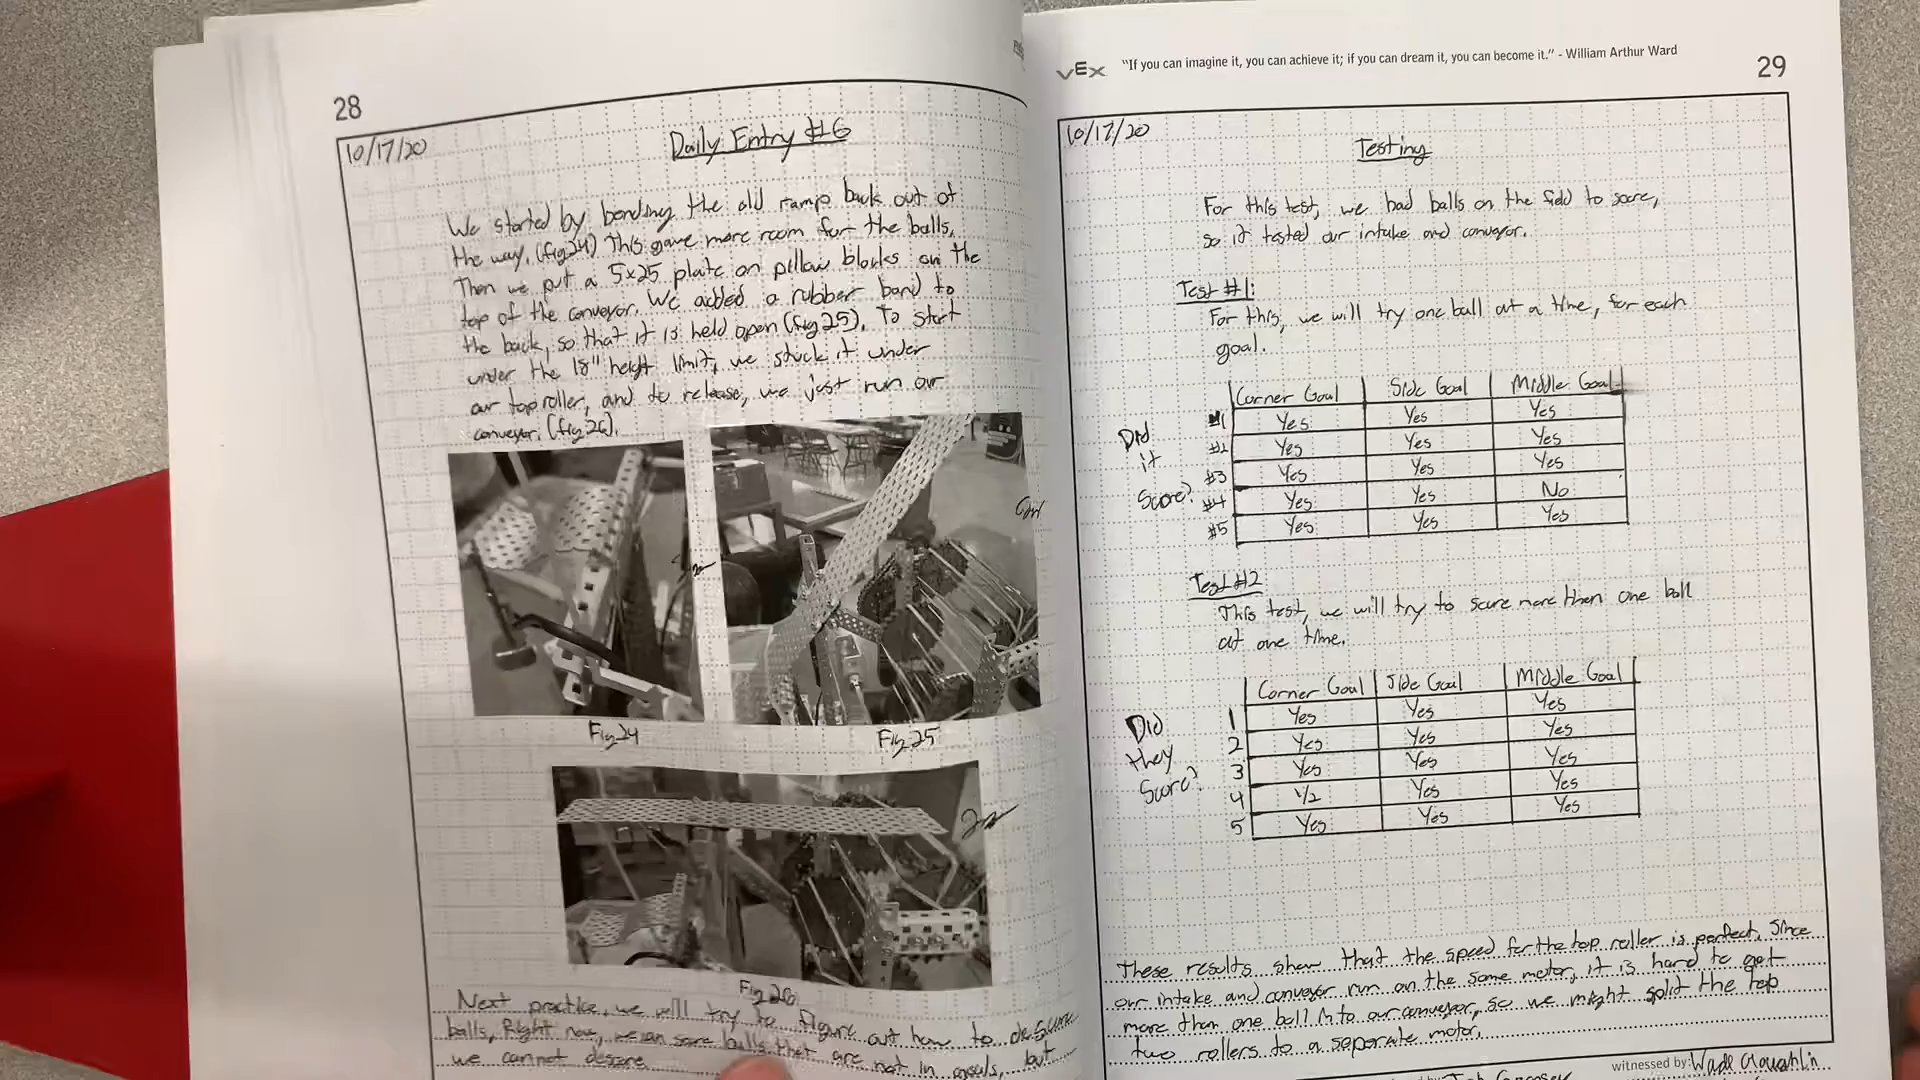 28
10/17/20
Daily Entry #6
We started by bending the old ramp back out of
the way. (fig 24) This gave more room for the balls.
Then we put a 5x25 plate on pillow blocks on the
top of the conveyor. We added a rubber band to
the back, so that it is held open (fig 25). To start
under the 18" height limit, we stuck it under
our top roller, and to release, we just run our
conveyor. (fig 26).
Fig 24
Fig 25
Fig 26
Next practice, we will try to figure out how to descore
balls, Right now, we can score balls that are not in goals, but
we cannot descore
VEX
"If you can imagine it, you can achieve it; if you can dream it, you can become it." - William Arthur Ward
29
10/17/20
Testing
For this test, we had balls on the field to score,
so it tested our intake and conveyor.
Test #1:
For this, we will try one ball at a time, for each
goal.
Corner Goal Side Goal Middle Goal
Did it Score?
#1 Yes Yes Yes
#2 Yes Yes Yes
#3 Yes Yes Yes
#4 Yes Yes No
#5 Yes Yes Yes
Test #2
This test, we will try to score more then one ball
at one time.
Corner Goal Side Goal Middle Goal
Did they Score?
1 Yes Yes Yes
2 Yes Yes Yes
3 Yes Yes Yes
4 1/2 Yes Yes
5 Yes Yes Yes
These results show that the speed for the top roller is perfect. Since
our intake and conveyor run on the same motor, it is hard to get
more than one ball into our conveyor, so we might split the top
two rollers to a separate motor.
witnessed by: Wade